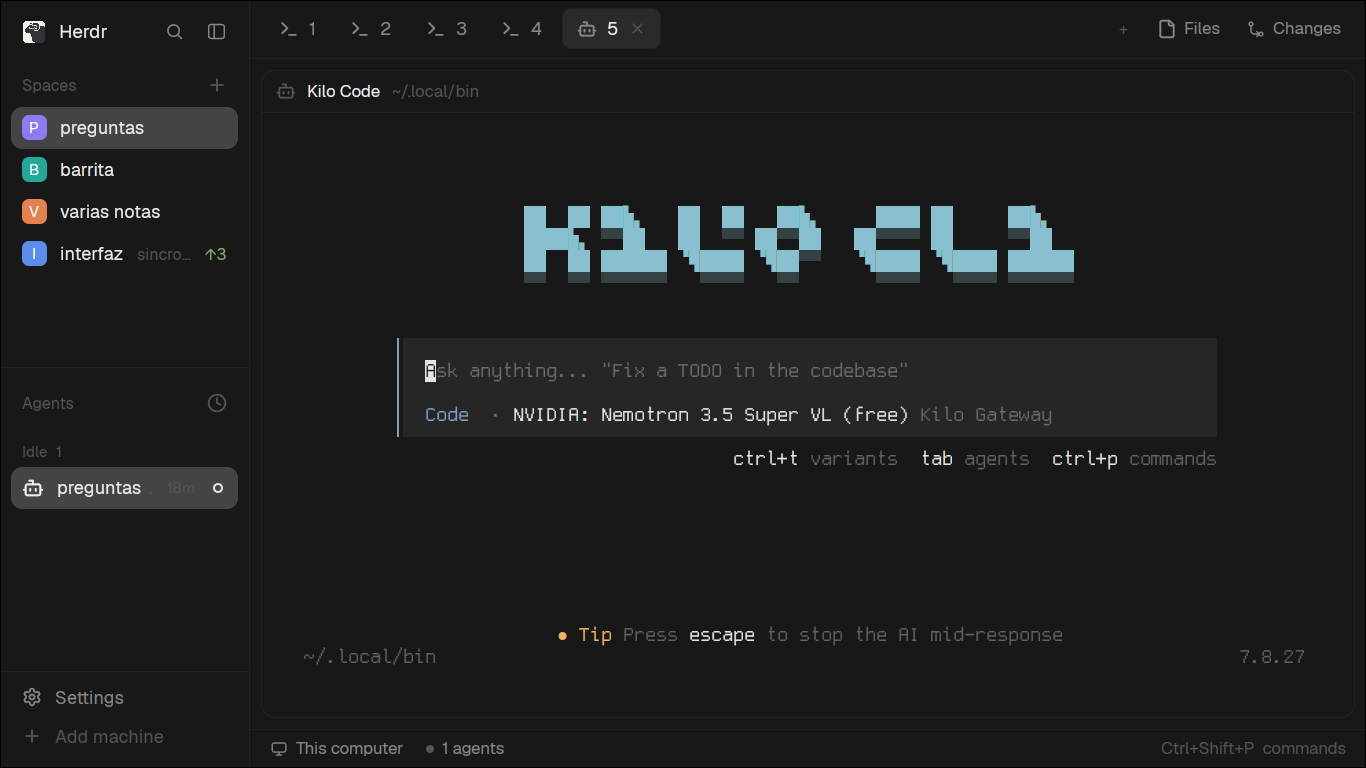 Herdr
Spaces
P preguntas
B barrita
V varias notas
I interfaz sincro... ↑3
Agents
Idle 1
preguntas . 18m
Settings
+ Add machine
1 2 3 4 5 ×
+ Files Changes
Kilo Code ~/.local/bin
KILO CLI
Ask anything... "Fix a TODO in the codebase"
Code · NVIDIA: Nemotron 3.5 Super VL (free) Kilo Gateway
ctrl+t variants tab agents ctrl+p commands
● Tip Press escape to stop the AI mid-response
~/.local/bin 7.8.27
This computer ● 1 agents Ctrl+Shift+P commands